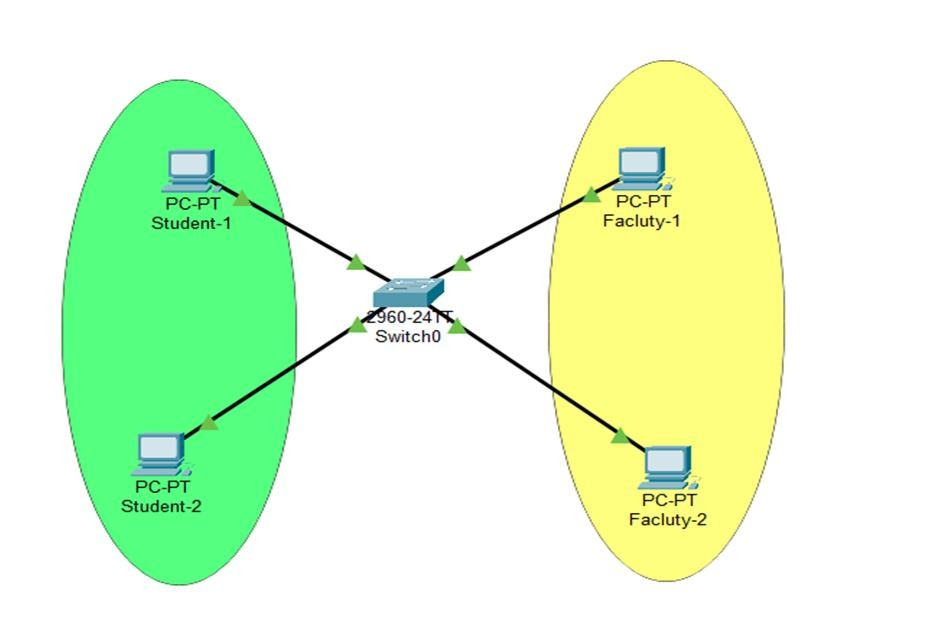 PC-PT
Student-1
PC-PT
Facluty-1
2960-24TT
Switch0
PC-PT
Student-2
PC-PT
Facluty-2